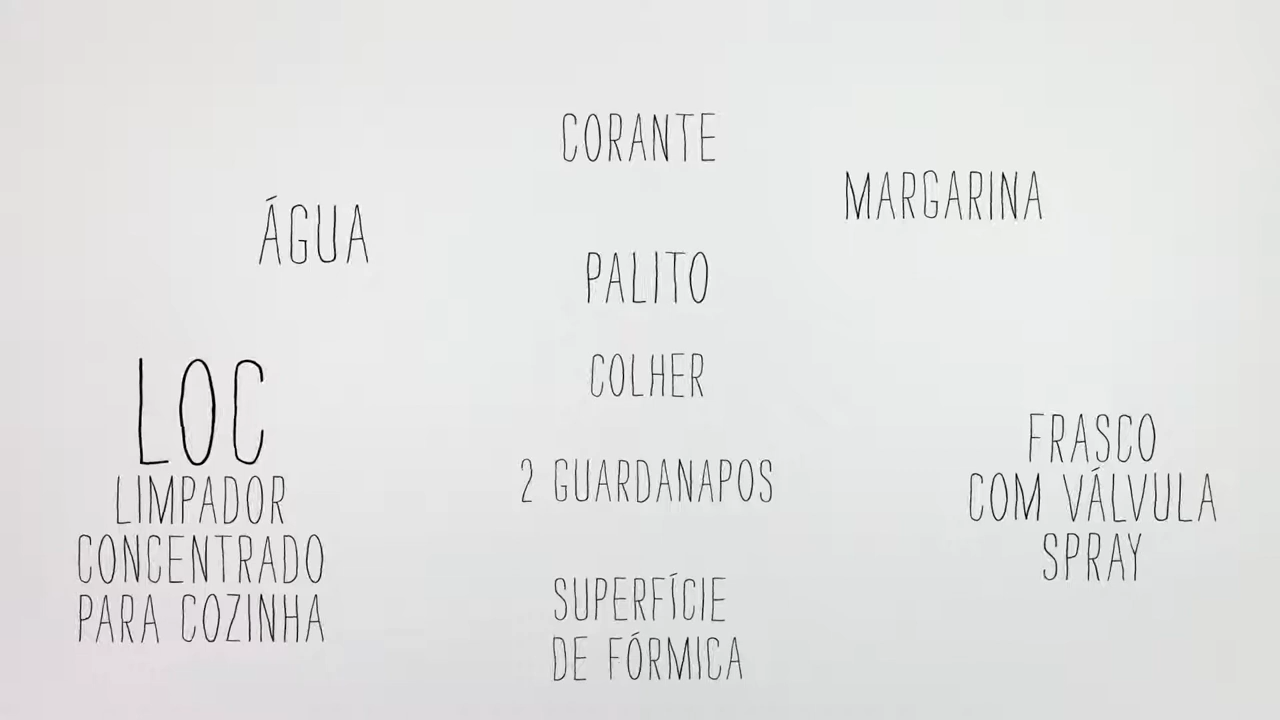 CORANTE
MARGARINA
ÁGUA
PALITO
COLHER
LOC
LIMPADOR
CONCENTRADO
PARA COZINHA
2 GUARDANAPOS
FRASCO
COM VÁLVULA
SPRAY
SUPERFÍCIE
DE FÓRMICA